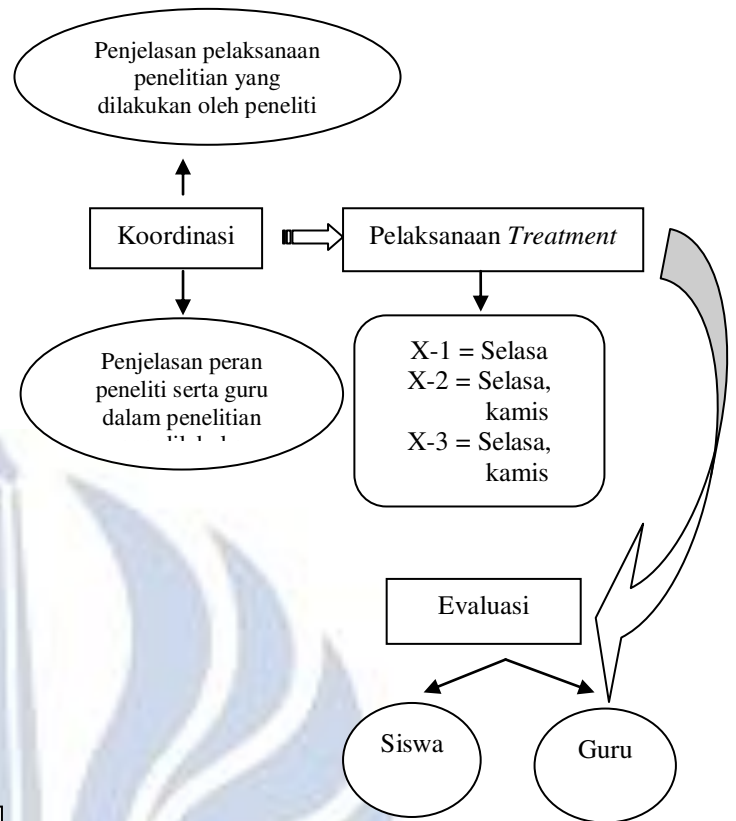 Penjelasan pelaksanaan
penelitian yang
dilakukan oleh peneliti
Koordinasi
Pelaksanaan Treatment
Penjelasan peran
peneliti serta guru
dalam penelitian
X-1 = Selasa
X-2 = Selasa,
kamis
X-3 = Selasa,
kamis
Evaluasi
Siswa
Guru